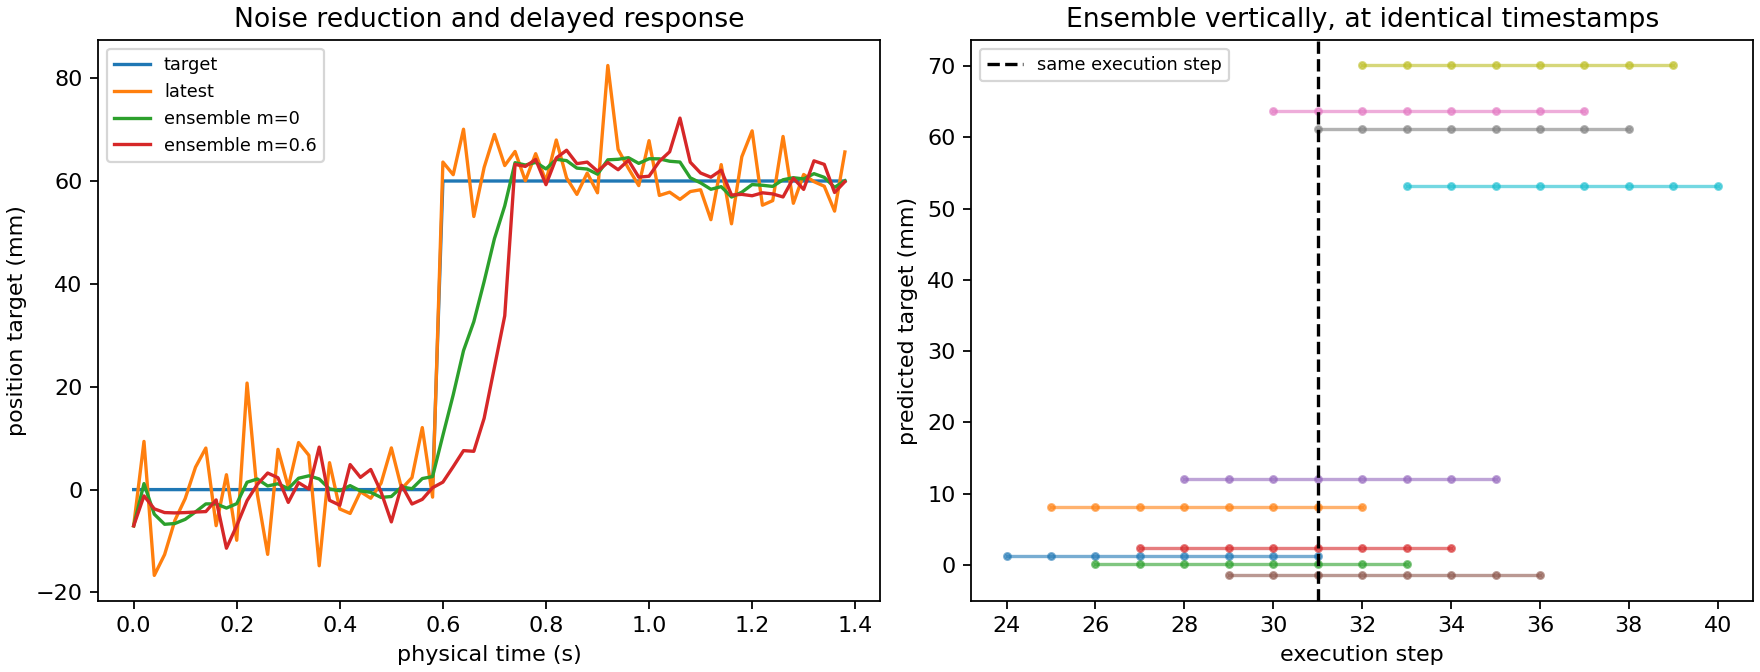 Noise reduction and delayed response
target
latest
ensemble m=0
ensemble m=0.6
80
60
40
20
0
−20
position target (mm)
0.0 0.2 0.4 0.6 0.8 1.0 1.2 1.4
physical time (s)
Ensemble vertically, at identical timestamps
same execution step
70
60
50
40
30
20
10
0
predicted target (mm)
24 26 28 30 32 34 36 38 40
execution step